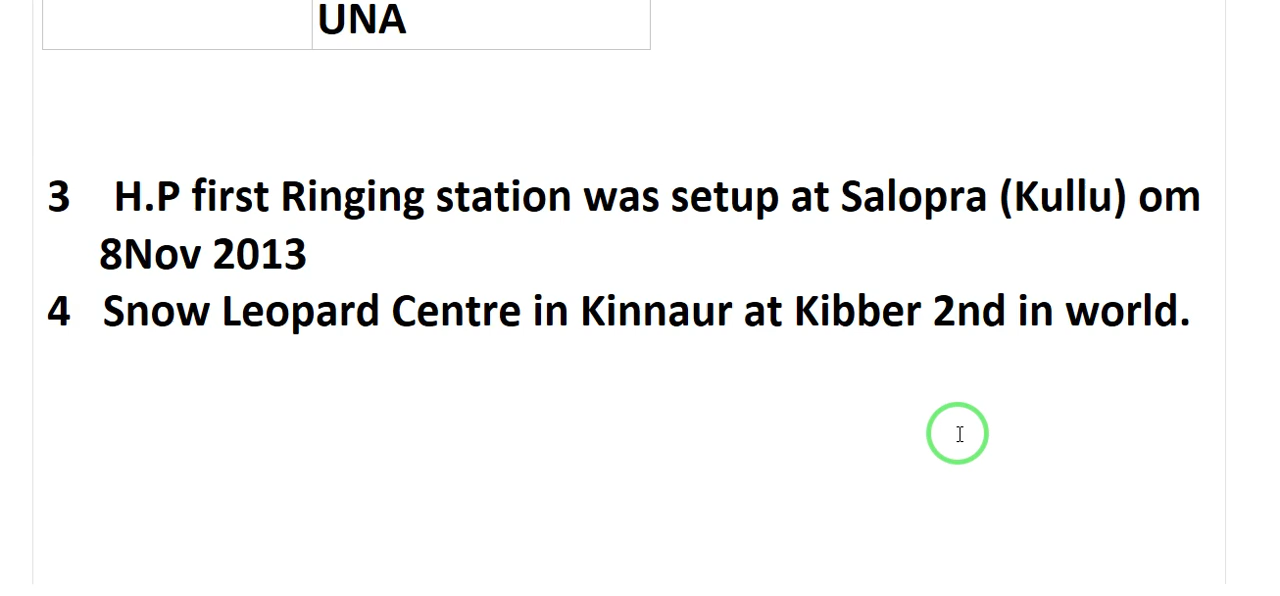 UNA
3 H.P first Ringing station was setup at Salopra (Kullu) om
8Nov 2013
4 Snow Leopard Centre in Kinnaur at Kibber 2nd in world.